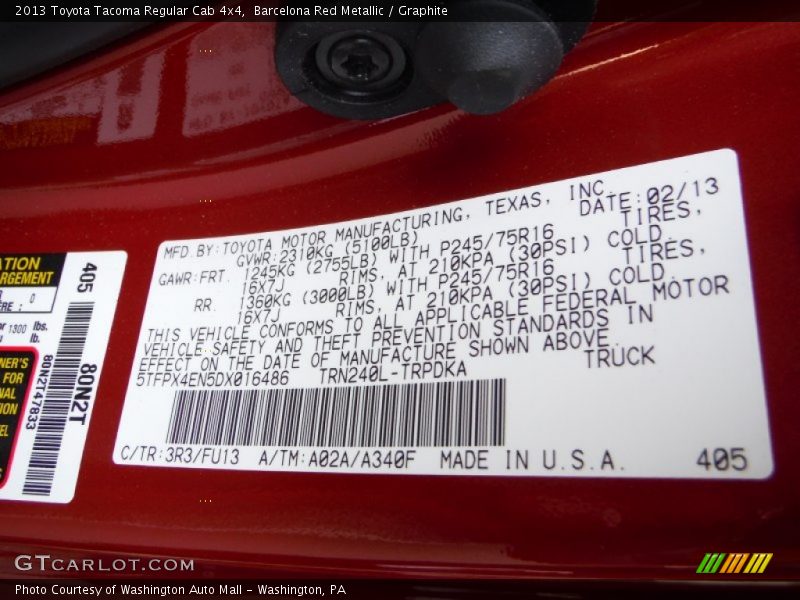 2013 Toyota Tacoma Regular Cab 4x4, Barcelona Red Metallic / Graphite
MFD.BY:TOYOTA MOTOR MANUFACTURING, TEXAS, INC.
GVWR:2310KG (5100LB) DATE:02/13
GAWR:FRT. 1245KG (2755LB) WITH P245/75R16 TIRES,
16X7J RIMS, AT 210KPA (30PSI) COLD
RR. 1360KG (3000LB) WITH P245/75R16 TIRES,
16X7J RIMS, AT 210KPA (30PSI) COLD.
THIS VEHICLE CONFORMS TO ALL APPLICABLE FEDERAL MOTOR
VEHICLE SAFETY AND THEFT PREVENTION STANDARDS IN
EFFECT ON THE DATE OF MANUFACTURE SHOWN ABOVE.
5TFPX4EN5DX016486 TRN240L-TRPDKA TRUCK
C/TR:3R3/FU13 A/TM:A02A/A340F MADE IN U.S.A. 405
405
80N2T
80N2T47833
1300 lbs.
lb.
0
FOR
GTCARLOT.COM
Photo Courtesy of Washington Auto Mall - Washington, PA